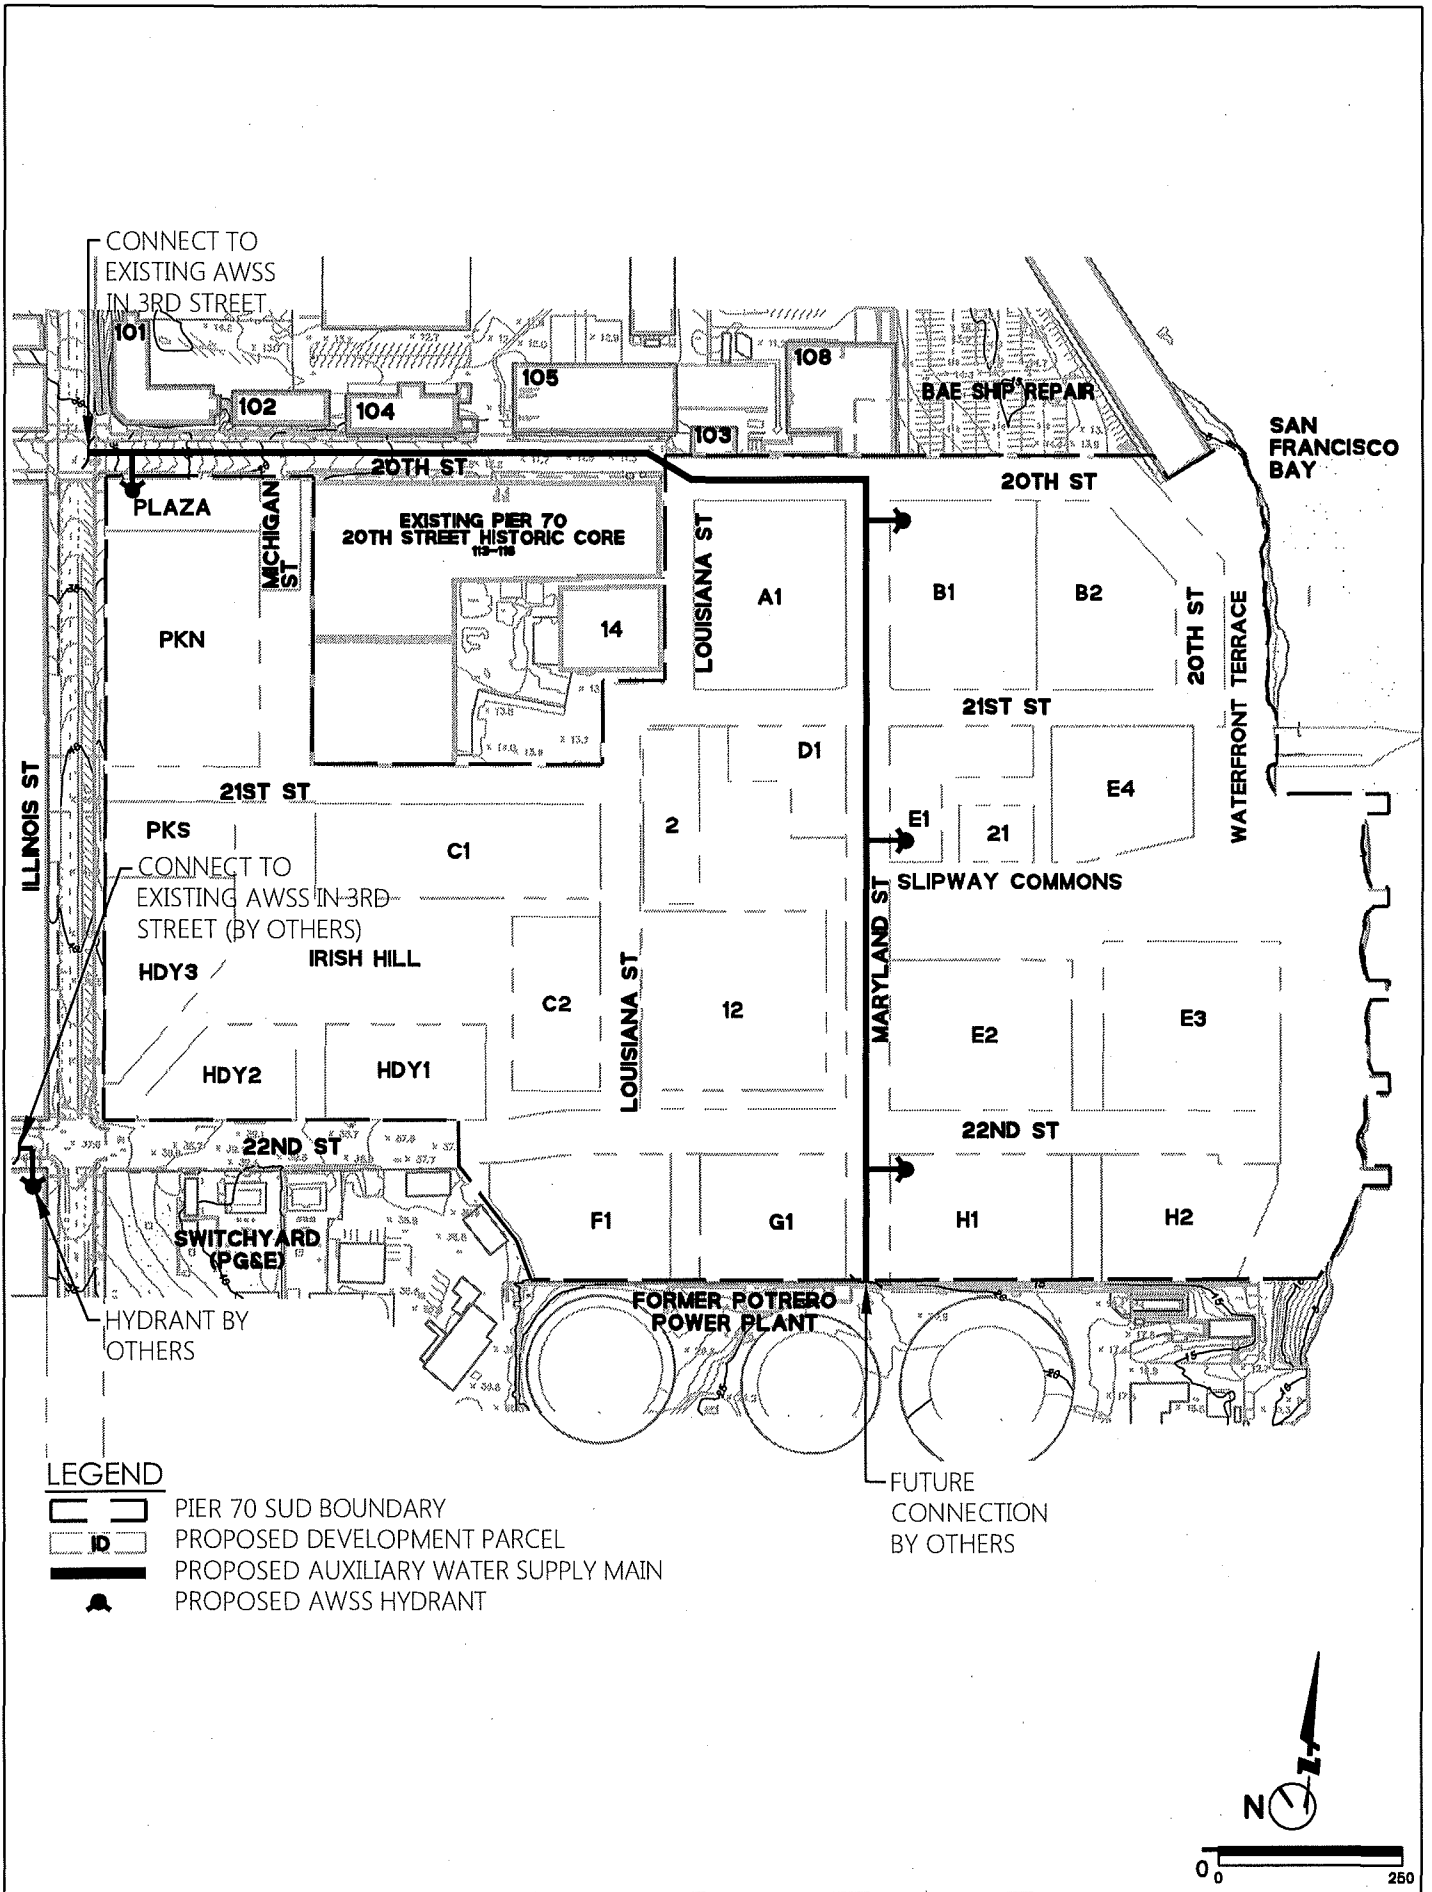 CONNECT TO
EXISTING AWSS
IN 3RD STREET
101
102
104
105
103
108
BAE SHIP REPAIR
SAN
FRANCISCO
BAY
20TH ST
20TH ST
PLAZA
MICHIGAN
ST
EXISTING PIER 70
20TH STREET HISTORIC CORE
113-116
LOUISIANA ST
A1
B1
B2
20TH ST
WATERFRONT TERRACE
PKN
14
21ST ST
ILLINOIS ST
21ST ST
D1
E4
PKS
C1
2
E1
21
CONNECT TO
EXISTING AWSS IN 3RD
STREET (BY OTHERS)
SLIPWAY COMMONS
MARYLAND ST
HDY3
IRISH HILL
LOUISIANA ST
C2
12
E2
E3
HDY2
HDY1
22ND ST
22ND ST
SWITCHYARD
(PG&E)
F1
G1
H1
H2
HYDRANT BY
OTHERS
FORMER POTRERO
POWER PLANT
FUTURE
CONNECTION
BY OTHERS
LEGEND
PIER 70 SUD BOUNDARY
ID PROPOSED DEVELOPMENT PARCEL
PROPOSED AUXILIARY WATER SUPPLY MAIN
PROPOSED AWSS HYDRANT
N
0 0 250